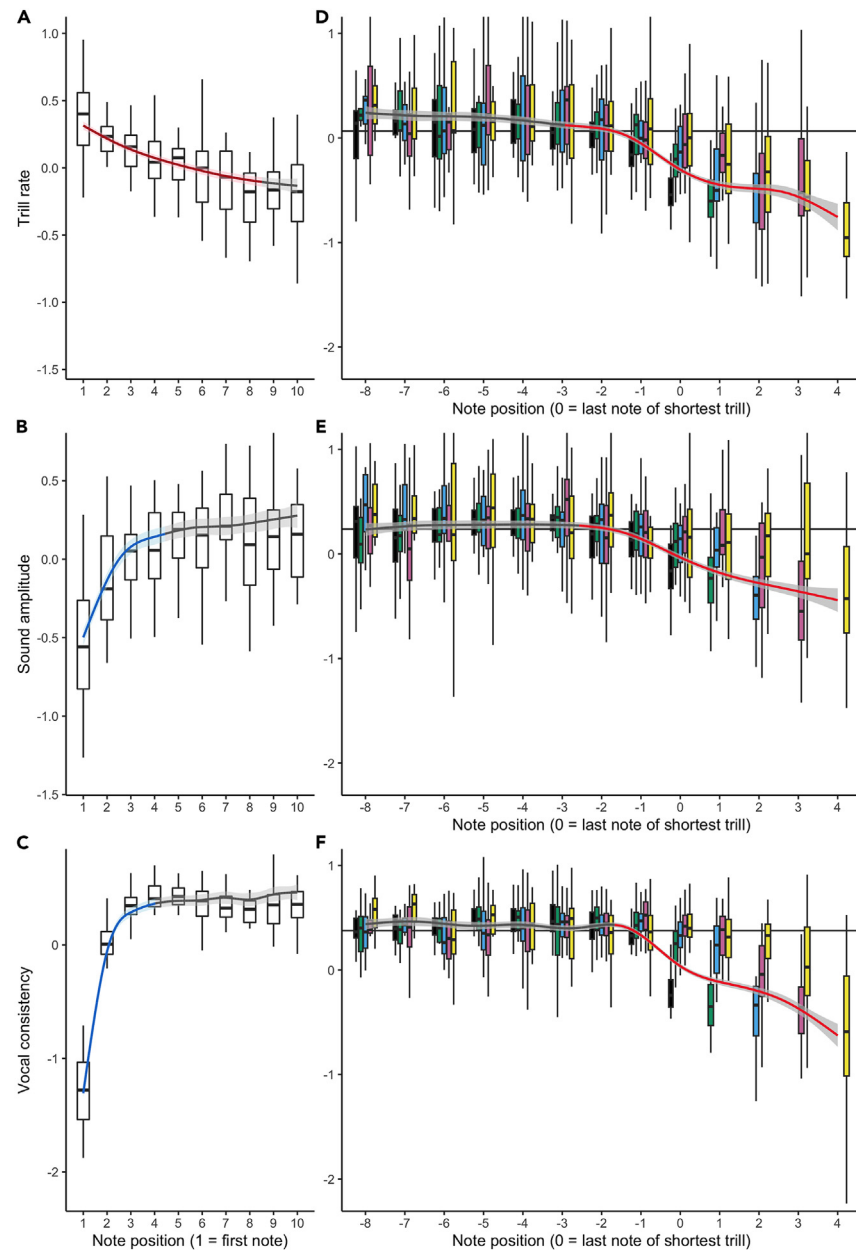 A
Trill rate
1.0
0.5
0.0
-0.5
-1.0
-1.5
1 2 3 4 5 6 7 8 9 10
D
1
0
-1
-2
-8 -7 -6 -5 -4 -3 -2 -1 0 1 2 3 4
Note position (0 = last note of shortest trill)
B
Sound amplitude
0.5
0.0
-0.5
-1.0
-1.5
1 2 3 4 5 6 7 8 9 10
E
1
0
-1
-2
-8 -7 -6 -5 -4 -3 -2 -1 0 1 2 3 4
Note position (0 = last note of shortest trill)
C
Vocal consistency
0
-1
-2
1 2 3 4 5 6 7 8 9 10
Note position (1 = first note)
F
1
0
-1
-2
-8 -7 -6 -5 -4 -3 -2 -1 0 1 2 3 4
Note position (0 = last note of shortest trill)